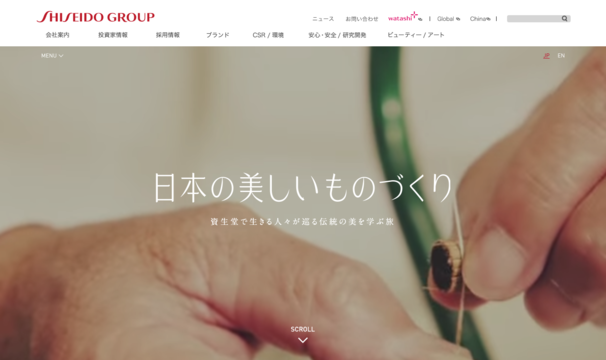 SHISEIDO GROUP
ニュース お問い合わせ watashi+ Global China
会社案内 投資家情報 採用情報 ブランド CSR / 環境 安心・安全 / 研究開発 ビューティー / アート
MENU JP EN
日本の美しいものづくり
資生堂で生きる人々が巡る伝統の美を学ぶ旅
SCROLL